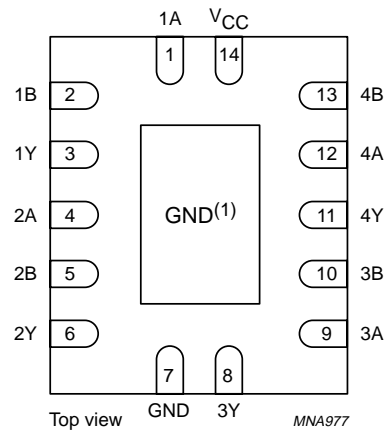 1A VCC
1 14
1B 2 13 4B
1Y 3 12 4A
2A 4 GND(1) 11 4Y
2B 5 10 3B
2Y 6 9 3A
7 8
Top view GND 3Y MNA977